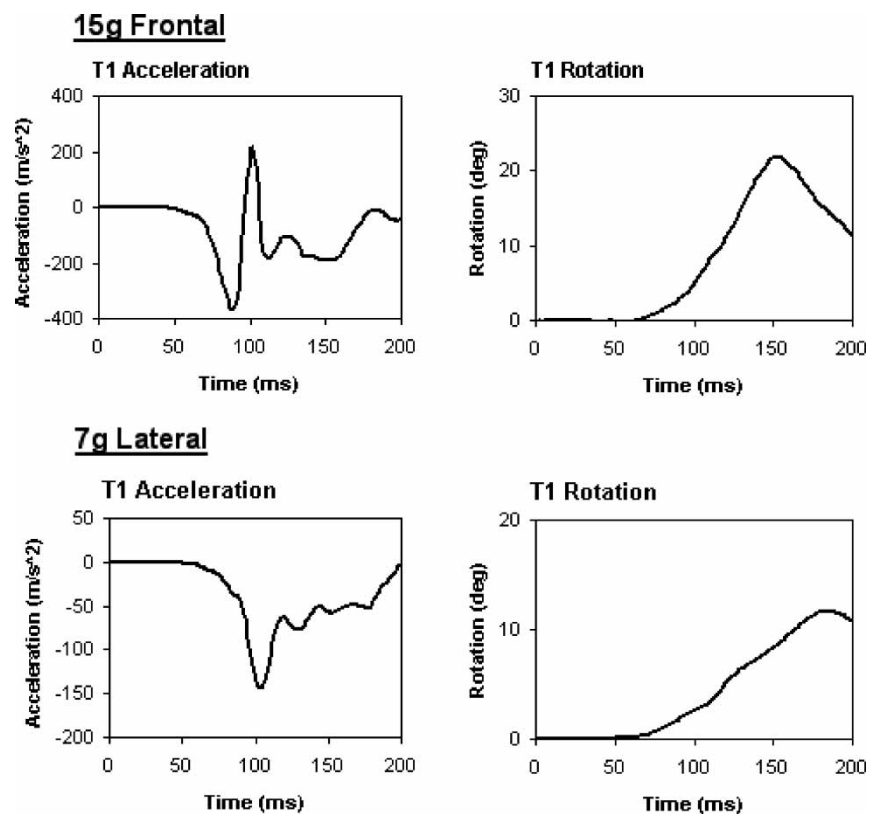 15g Frontal
T1 Acceleration
400
200
0
-200
-400
Acceleration (m/s^2)
0 50 100 150 200
Time (ms)
T1 Rotation
30
20
10
0
Rotation (deg)
0 50 100 150 200
Time (ms)
7g Lateral
T1 Acceleration
50
0
-50
-100
-150
-200
Acceleration (m/s^2)
0 50 100 150 200
Time (ms)
T1 Rotation
20
10
0
Rotation (deg)
0 50 100 150 200
Time (ms)